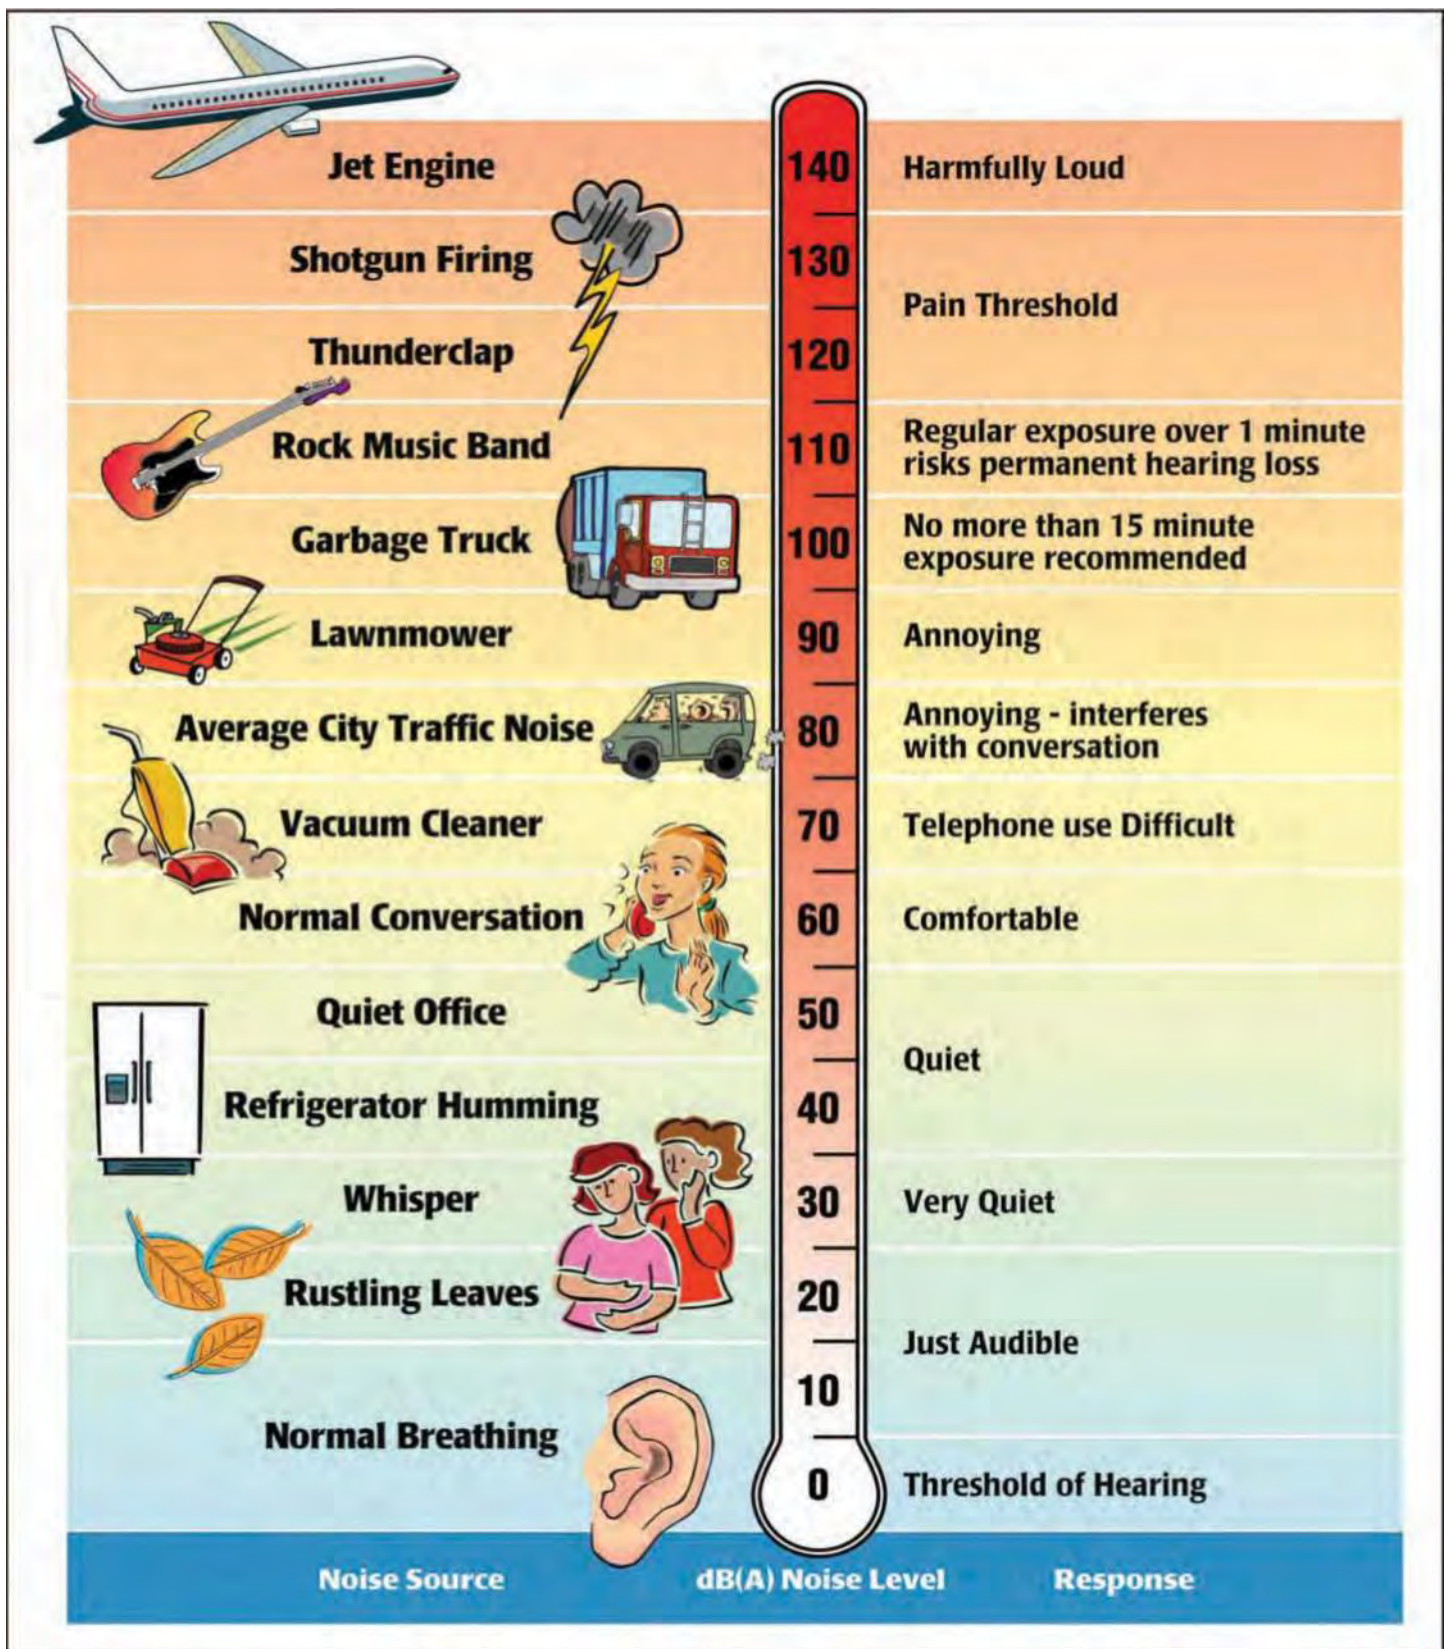 Jet Engine
140
Harmfully Loud
Shotgun Firing
130
Pain Threshold
Thunderclap
120
Rock Music Band
110
Regular exposure over 1 minute
risks permanent hearing loss
Garbage Truck
100
No more than 15 minute
exposure recommended
Lawnmower
90
Annoying
Average City Traffic Noise
80
Annoying - interferes
with conversation
Vacuum Cleaner
70
Telephone use Difficult
Normal Conversation
60
Comfortable
Quiet Office
50
Quiet
Refrigerator Humming
40
Whisper
30
Very Quiet
Rustling Leaves
20
Just Audible
10
Normal Breathing
0
Threshold of Hearing
Noise Source
dB(A) Noise Level
Response